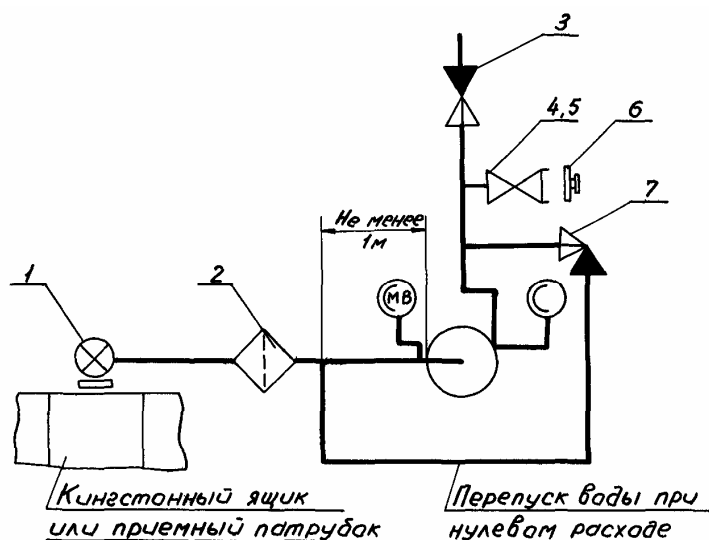 3
4,5
6
7
Не менее
1м
1
2
МВ
Кингстонный ящик
или приемный патрубок
Перепуск воды при
нулевом расходе